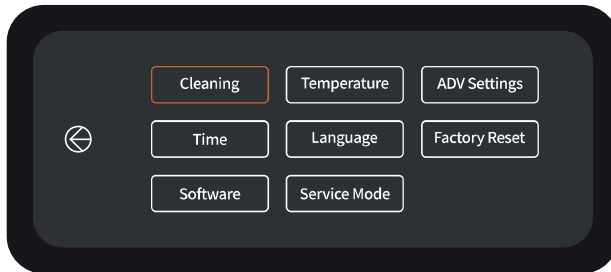 Cleaning
Temperature
ADV Settings
Time
Language
Factory Reset
Software
Service Mode